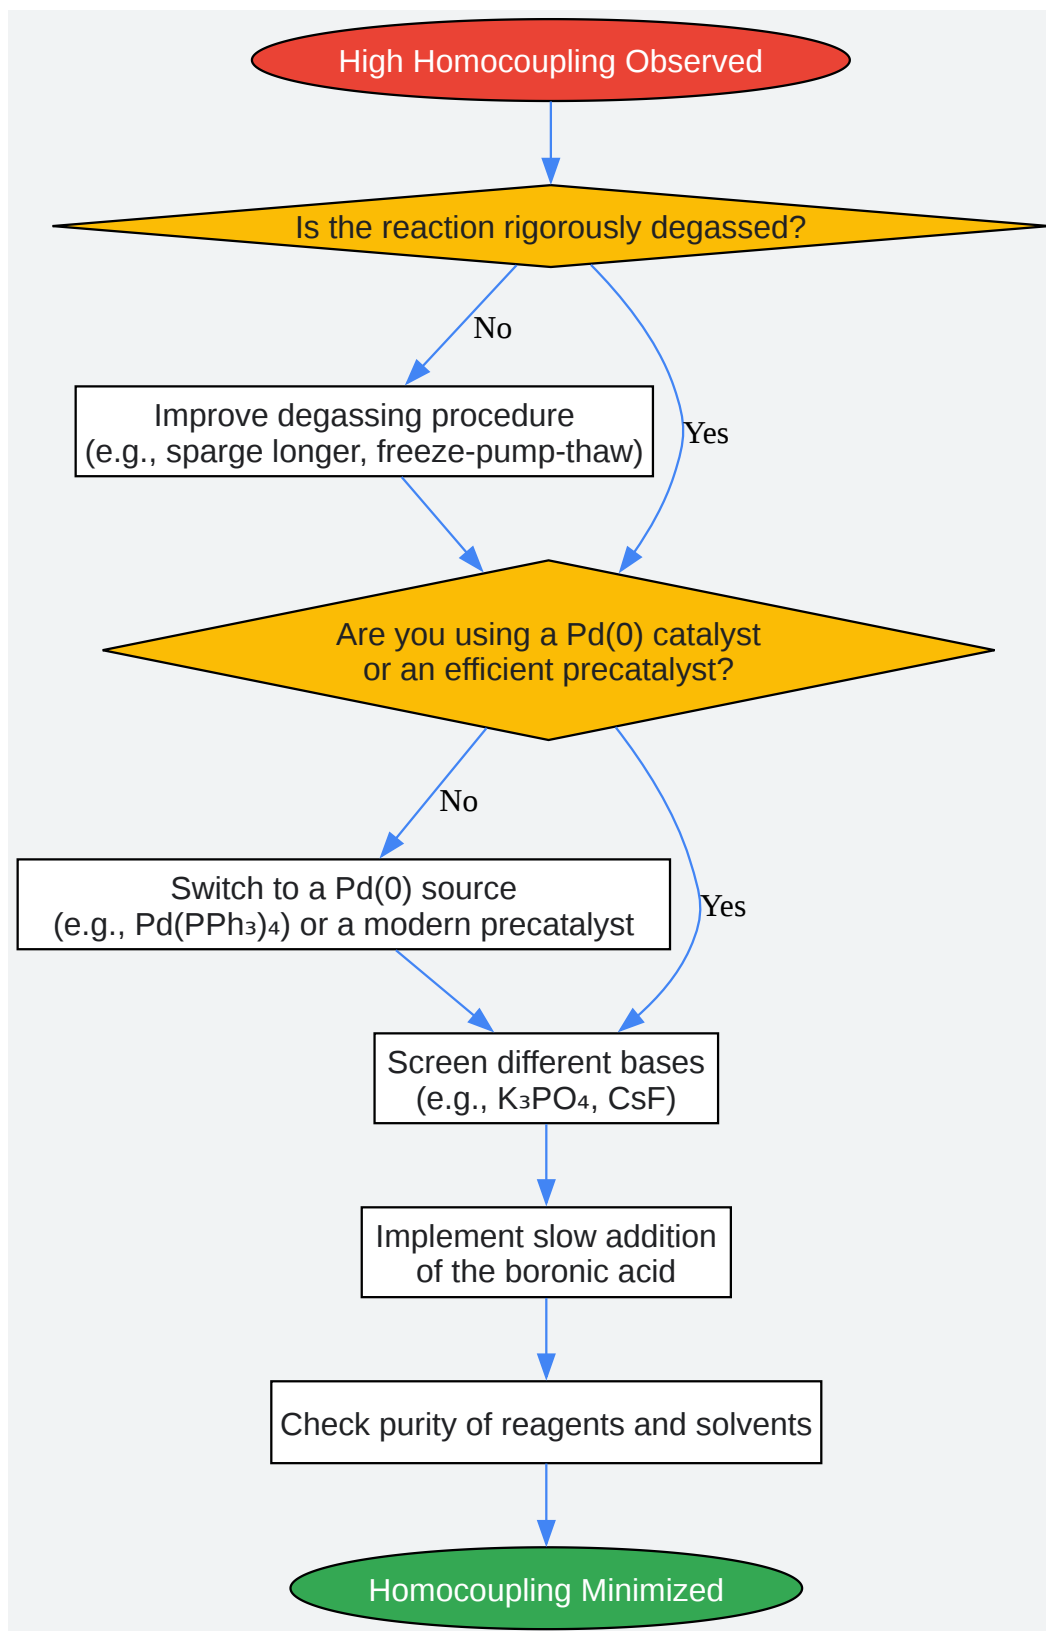 High Homocoupling Observed
Is the reaction rigorously degassed?
No
Improve degassing procedure
(e.g., sparge longer, freeze-pump-thaw)
Yes
Are you using a Pd(0) catalyst
or an efficient precatalyst?
No
Switch to a Pd(0) source
(e.g., Pd(PPh₃)₄) or a modern precatalyst
Yes
Screen different bases
(e.g., K₃PO₄, CsF)
Implement slow addition
of the boronic acid
Check purity of reagents and solvents
Homocoupling Minimized